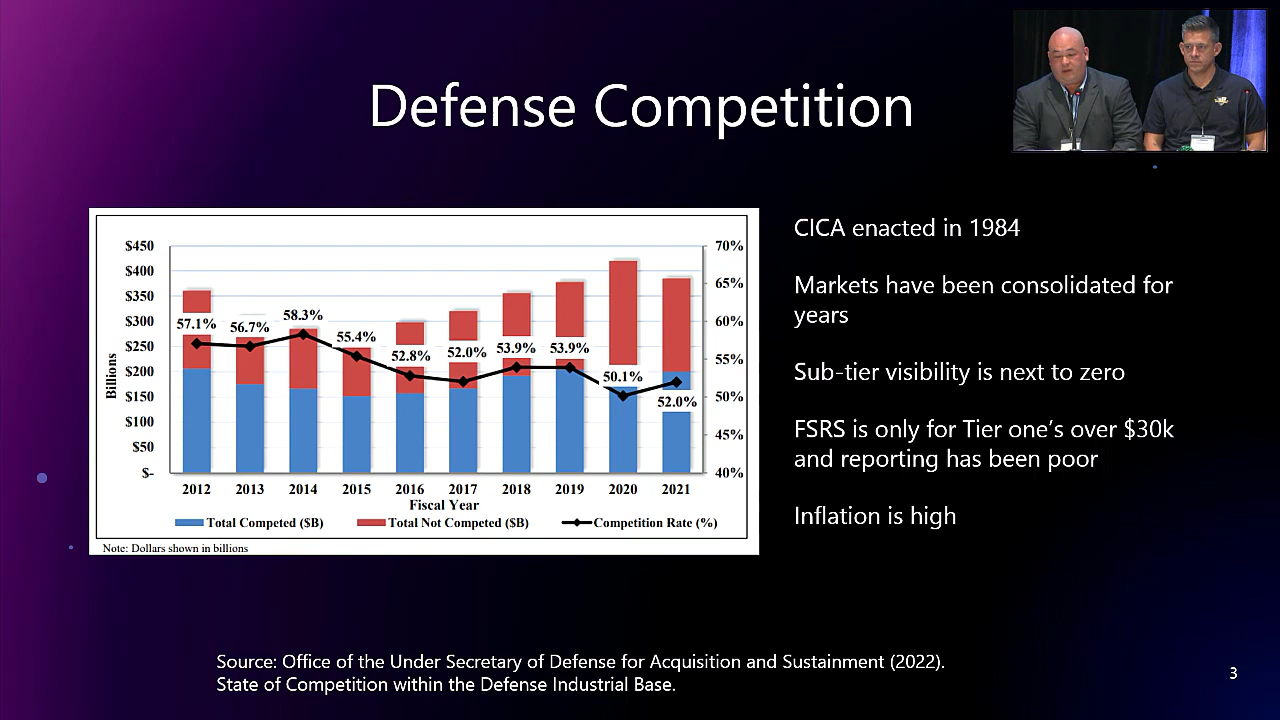 Defense Competition
$450
$400
$350
$300
$250
$200
$150
$100
$50
$-
Billions
70%
65%
60%
55%
50%
45%
40%
57.1%
56.7%
58.3%
55.4%
52.8%
52.0%
53.9%
53.9%
50.1%
52.0%
2012 2013 2014 2015 2016 2017 2018 2019 2020 2021
Fiscal Year
Total Competed ($B) Total Not Competed ($B) Competition Rate (%)
Note: Dollars shown in billions
CICA enacted in 1984
Markets have been consolidated for
years
Sub-tier visibility is next to zero
FSRS is only for Tier one’s over $30k
and reporting has been poor
Inflation is high
Source: Office of the Under Secretary of Defense for Acquisition and Sustainment (2022).
State of Competition within the Defense Industrial Base.
3